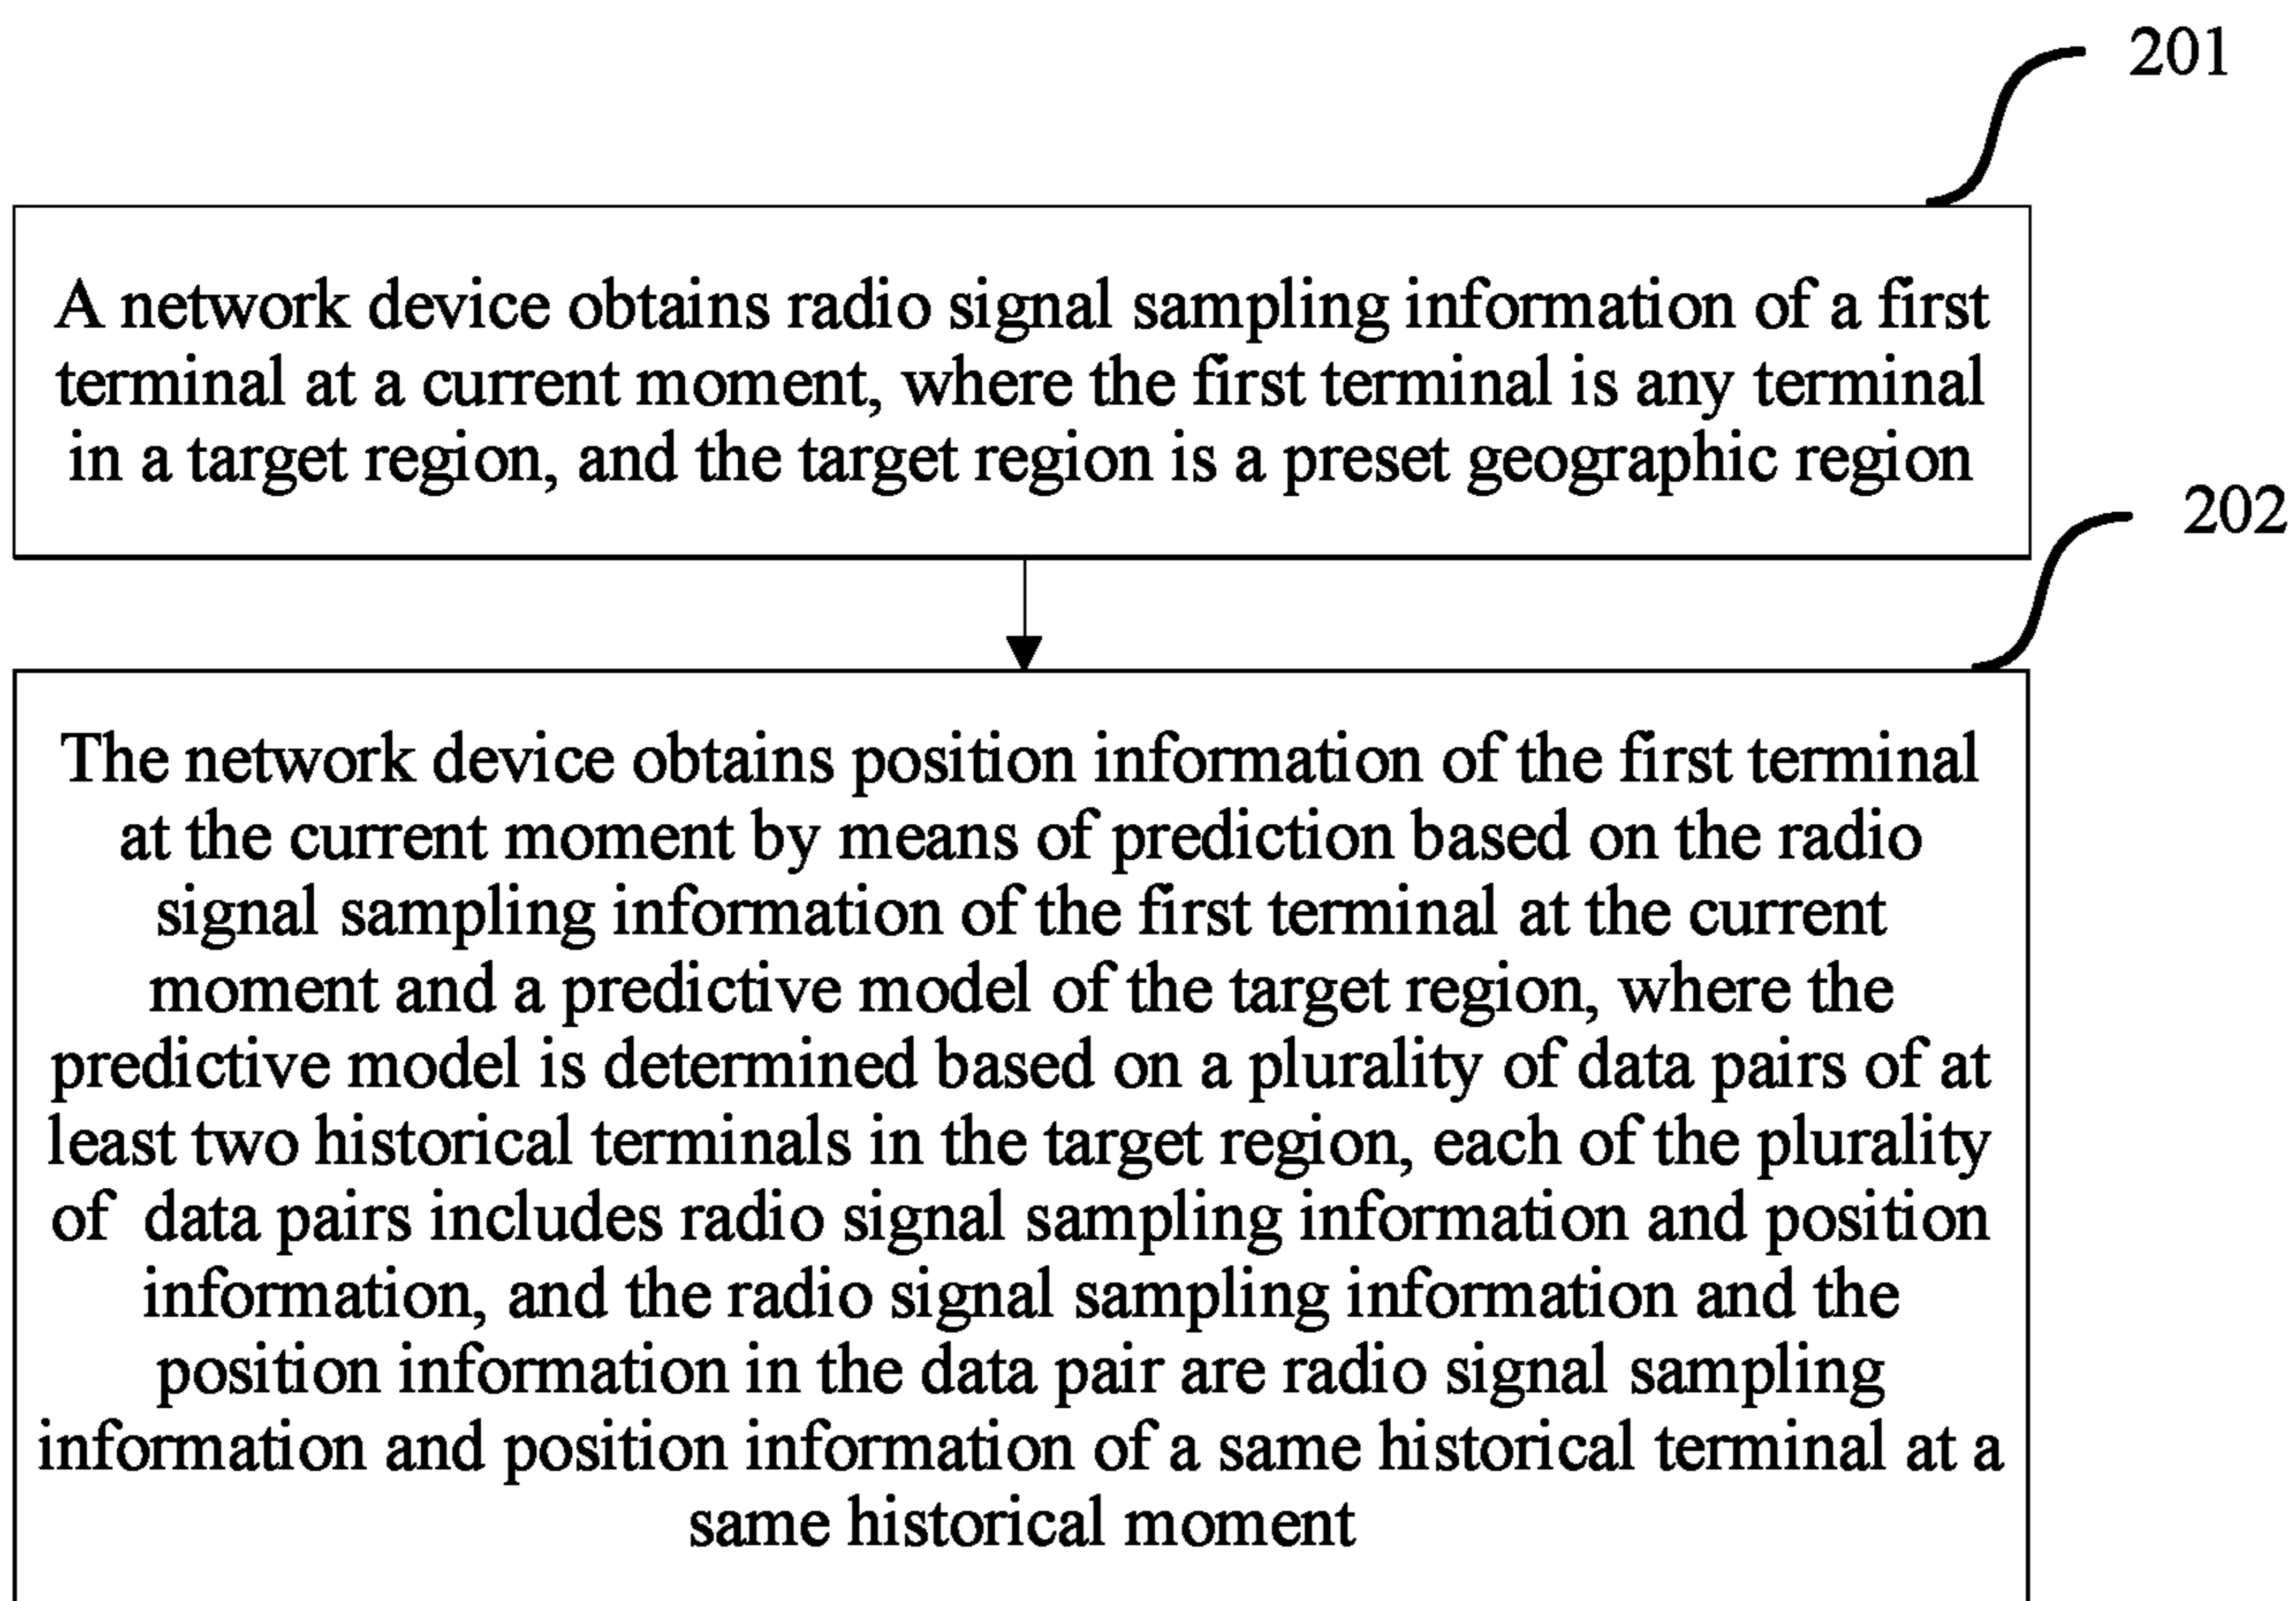 201
A network device obtains radio signal sampling information of a first
terminal at a current moment, where the first terminal is any terminal
in a target region, and the target region is a preset geographic region
202
The network device obtains position information of the first terminal
at the current moment by means of prediction based on the radio
signal sampling information of the first terminal at the current
moment and a predictive model of the target region, where the
predictive model is determined based on a plurality of data pairs of at
least two historical terminals in the target region, each of the plurality
of data pairs includes radio signal sampling information and position
information, and the radio signal sampling information and the
position information in the data pair are radio signal sampling
information and position information of a same historical terminal at a
same historical moment